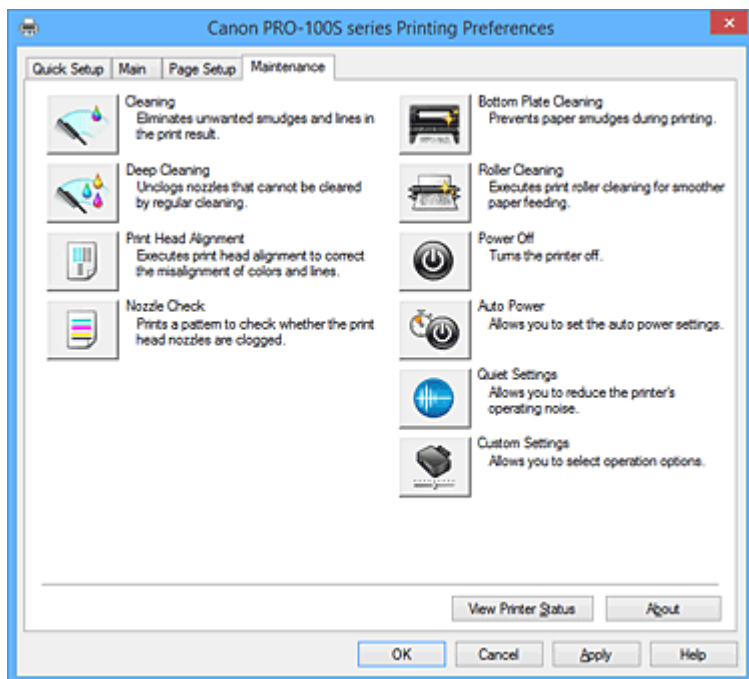 Canon PRO-100S series Printing Preferences
Quick Setup
Main
Page Setup
Maintenance
Cleaning
Eliminates unwanted smudges and lines in
the print result.
Deep Cleaning
Unclogs nozzles that cannot be cleared
by regular cleaning.
Print Head Alignment
Executes print head alignment to correct
the misalignment of colors and lines.
Nozzle Check
Prints a pattern to check whether the print
head nozzles are clogged.
Bottom Plate Cleaning
Prevents paper smudges during printing.
Roller Cleaning
Executes print roller cleaning for smoother
paper feeding.
Power Off
Turns the printer off.
Auto Power
Allows you to set the auto power settings.
Quiet Settings
Allows you to reduce the printer's
operating noise.
Custom Settings
Allows you to select operation options.
View Printer Status
About
OK
Cancel
Apply
Help